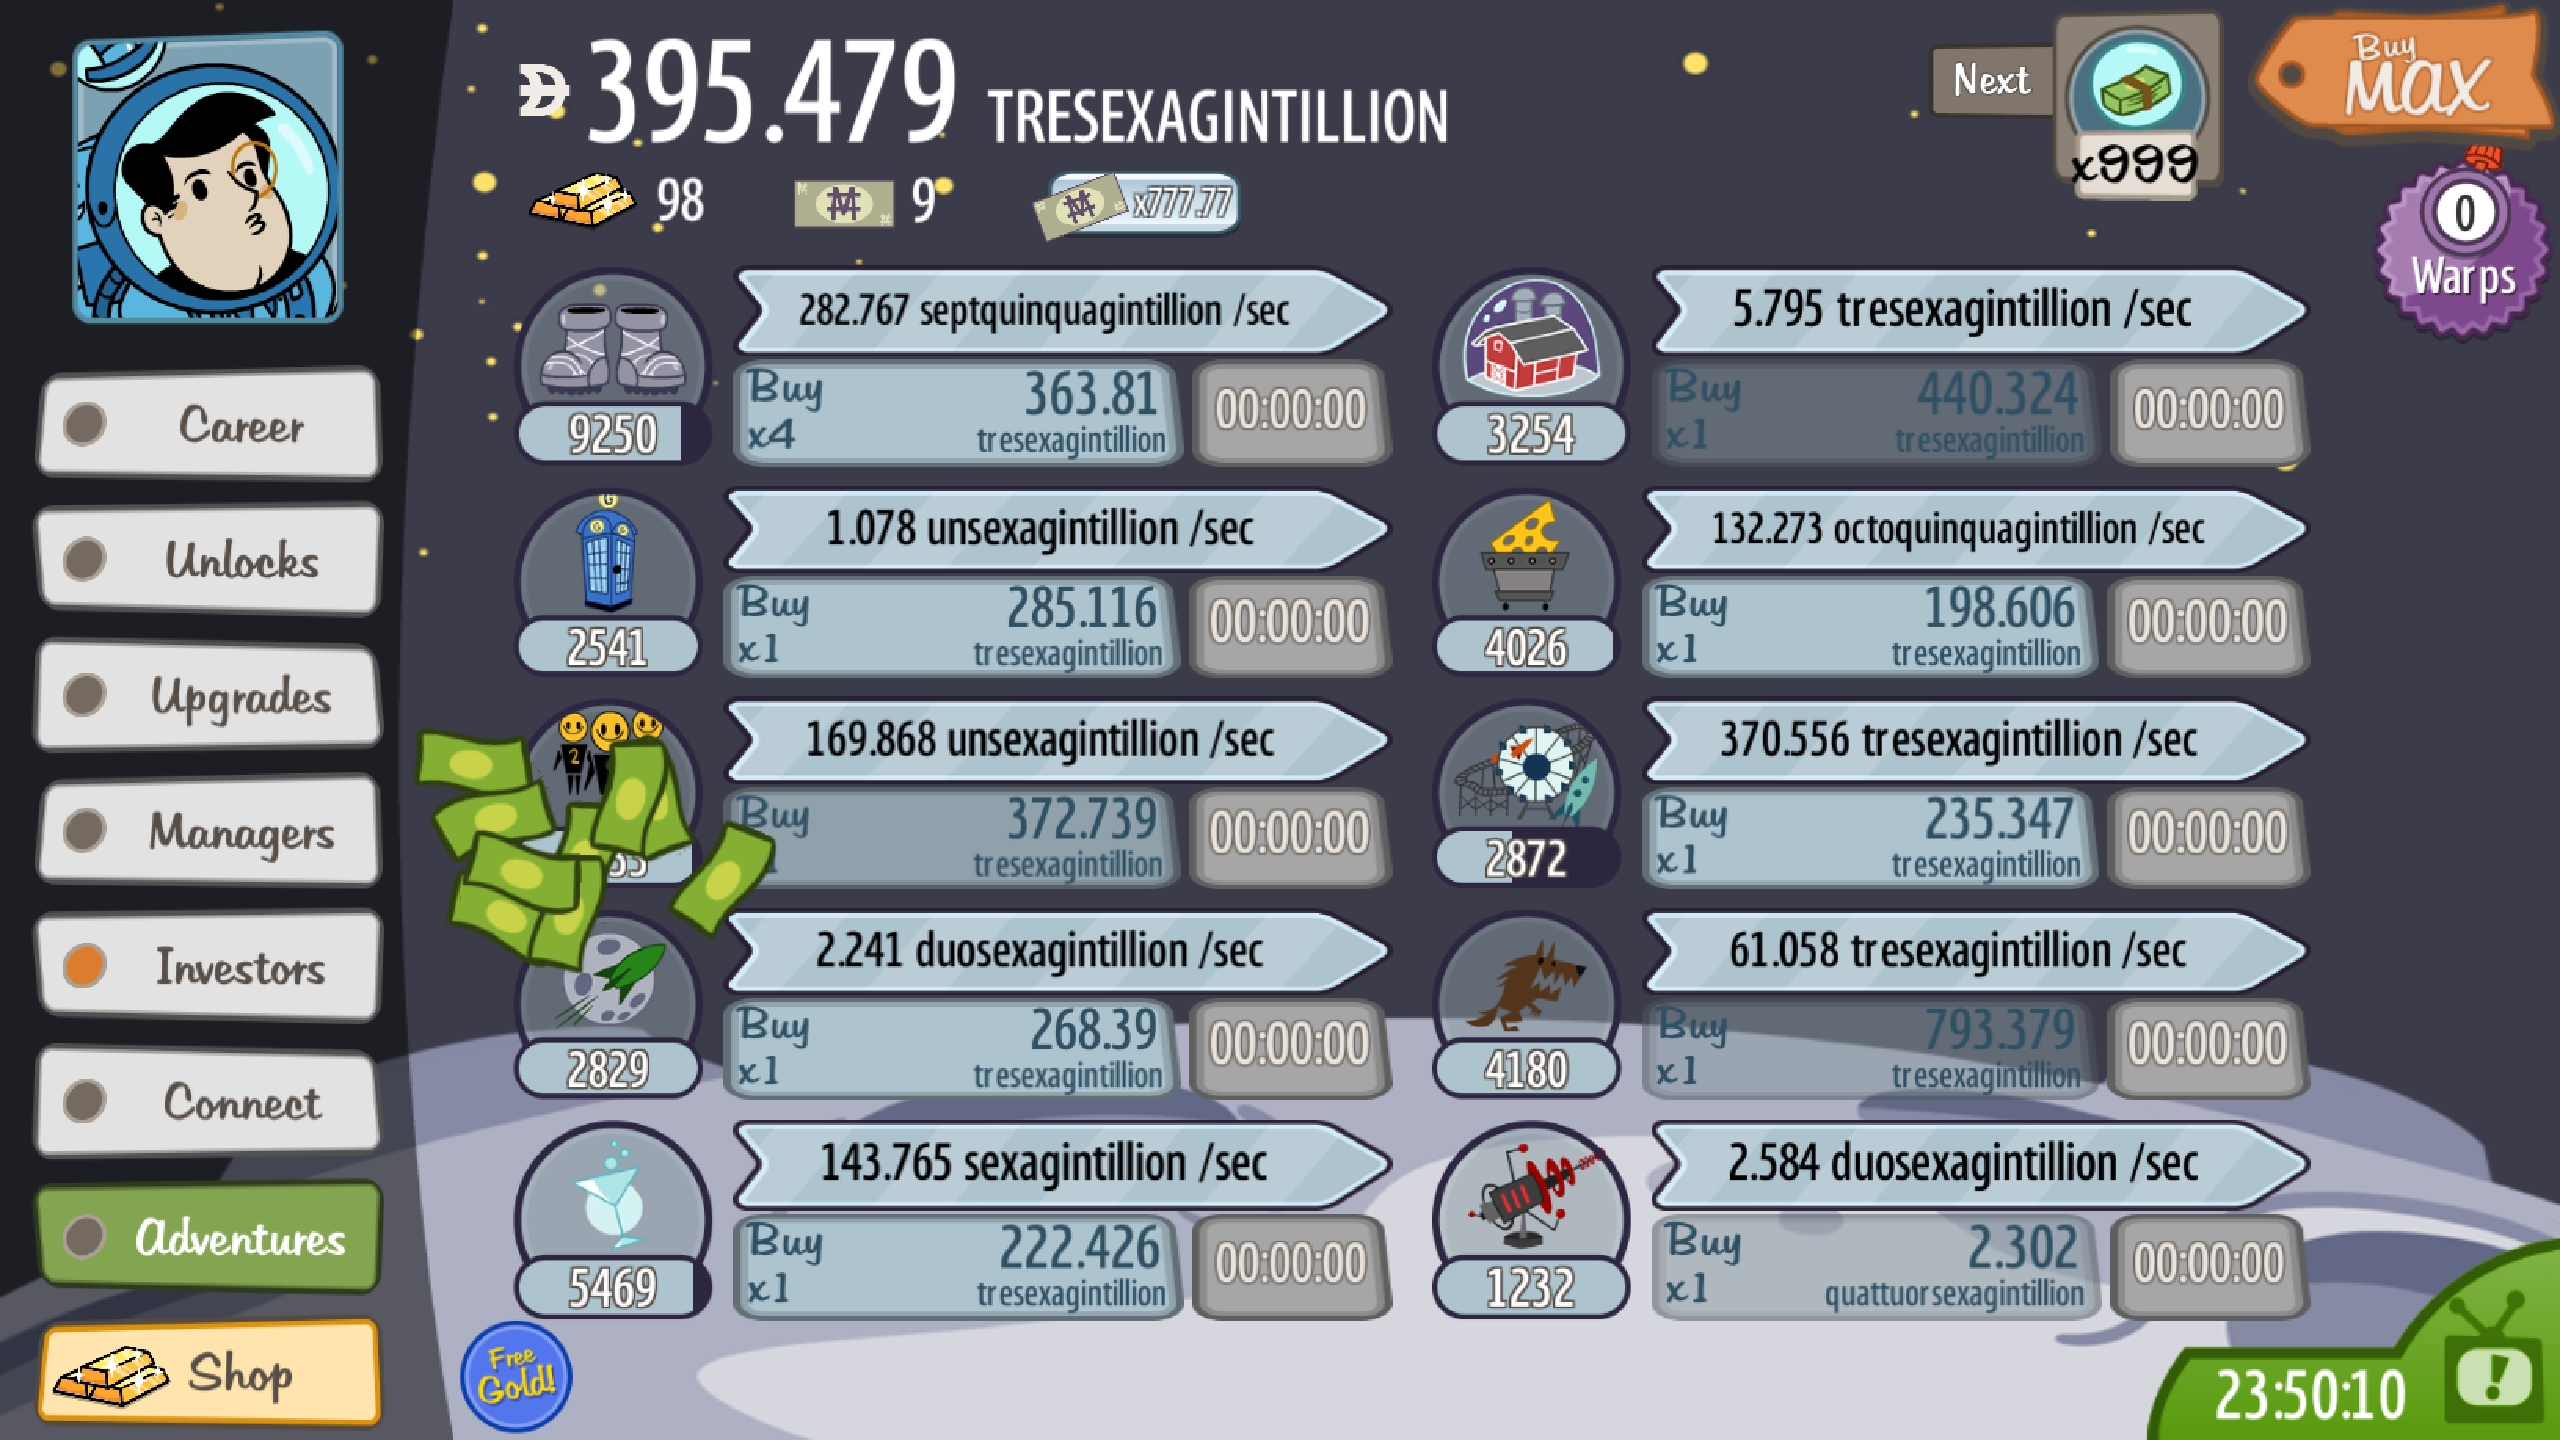 395.479 TRESEXAGINTILLION
Next
x999
Buy
MAX
98
9
x777.77
0
Warps
Career
Unlocks
Upgrades
Managers
Investors
Connect
Adventures
Shop
282.767 septquinquagintillion /sec
Buy
x4
363.81
tresexagintillion
00:00:00
9250
5.795 tresexagintillion /sec
Buy
x1
440.324
tresexagintillion
00:00:00
3254
1.078 unsexagintillion /sec
Buy
x1
285.116
tresexagintillion
00:00:00
2541
132.273 octoquinquagintillion /sec
Buy
x1
198.606
tresexagintillion
00:00:00
4026
169.868 unsexagintillion /sec
Buy
372.739
tresexagintillion
00:00:00
370.556 tresexagintillion /sec
Buy
x1
235.347
tresexagintillion
00:00:00
2872
2.241 duosexagintillion /sec
Buy
x1
268.39
tresexagintillion
00:00:00
2829
61.058 tresexagintillion /sec
Buy
x1
793.379
tresexagintillion
00:00:00
4180
143.765 sexagintillion /sec
Buy
x1
222.426
tresexagintillion
00:00:00
5469
2.584 duosexagintillion /sec
Buy
x1
2.302
quattuorsexagintillion
00:00:00
1232
Free
Gold!
23:50:10